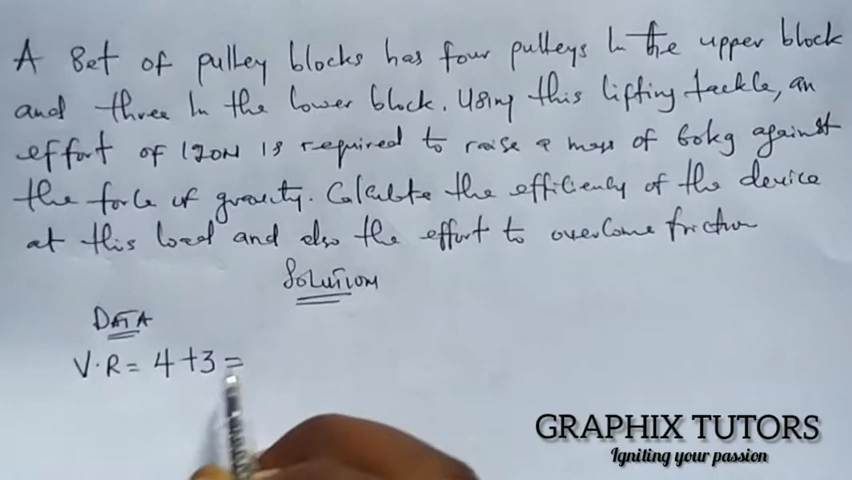 A Set of pulley blocks has four pulleys In the upper block
and three In the lower block. Using this lifting tackle, an
effort of 120N Is required to raise a mass of 60kg against
the force of gravity. Calculate the efficiency of the device
at this load and also the effort to overcome friction
SOLUTION
DATA
V.R = 4 + 3 =
GRAPHIX TUTORS
Igniting your passion